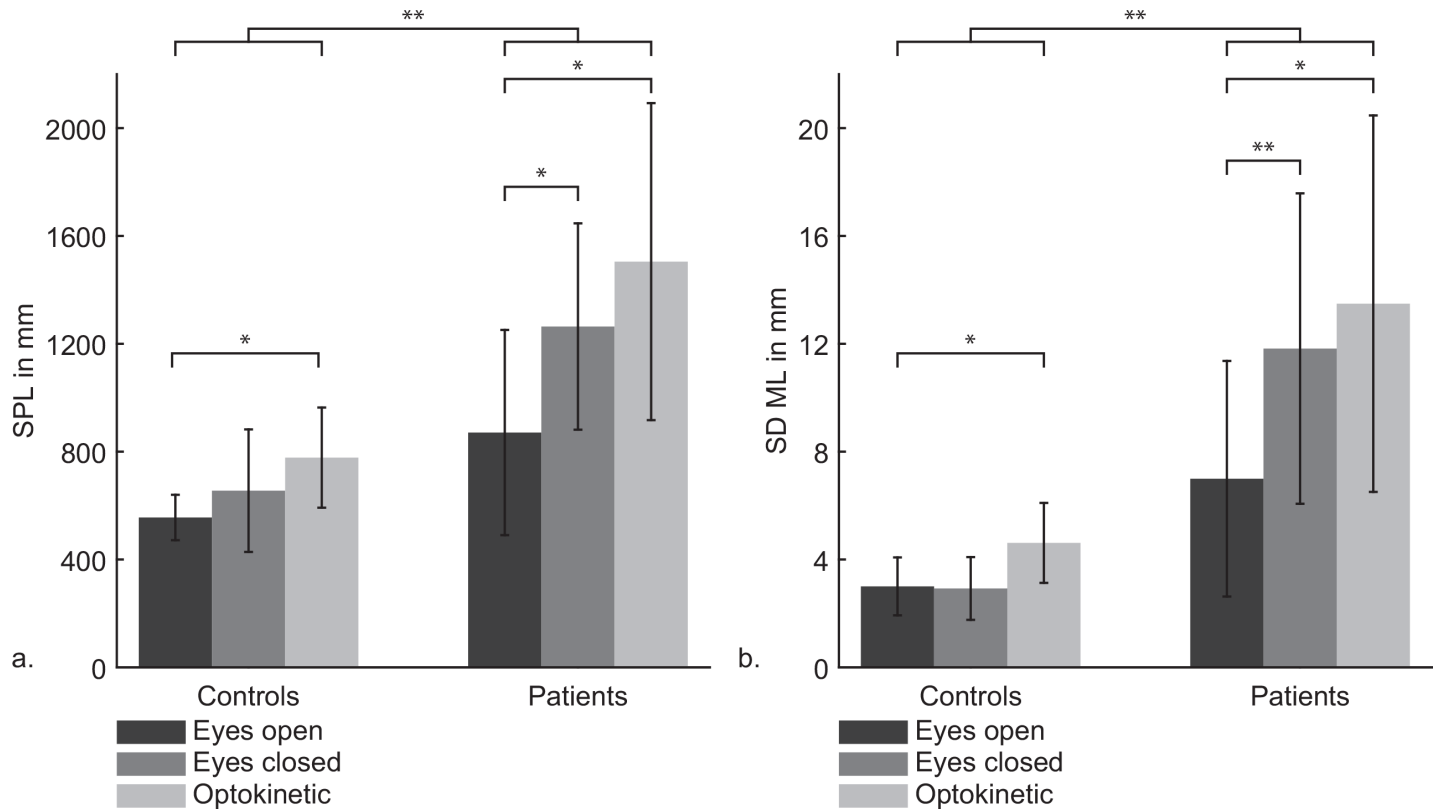 **
*
*
*
2000
1600
1200
800
400
0
SPL in mm
a.
Controls
Patients
Eyes open
Eyes closed
Optokinetic
**
*
**
*
20
16
12
8
4
0
SD ML in mm
b.
Controls
Patients
Eyes open
Eyes closed
Optokinetic